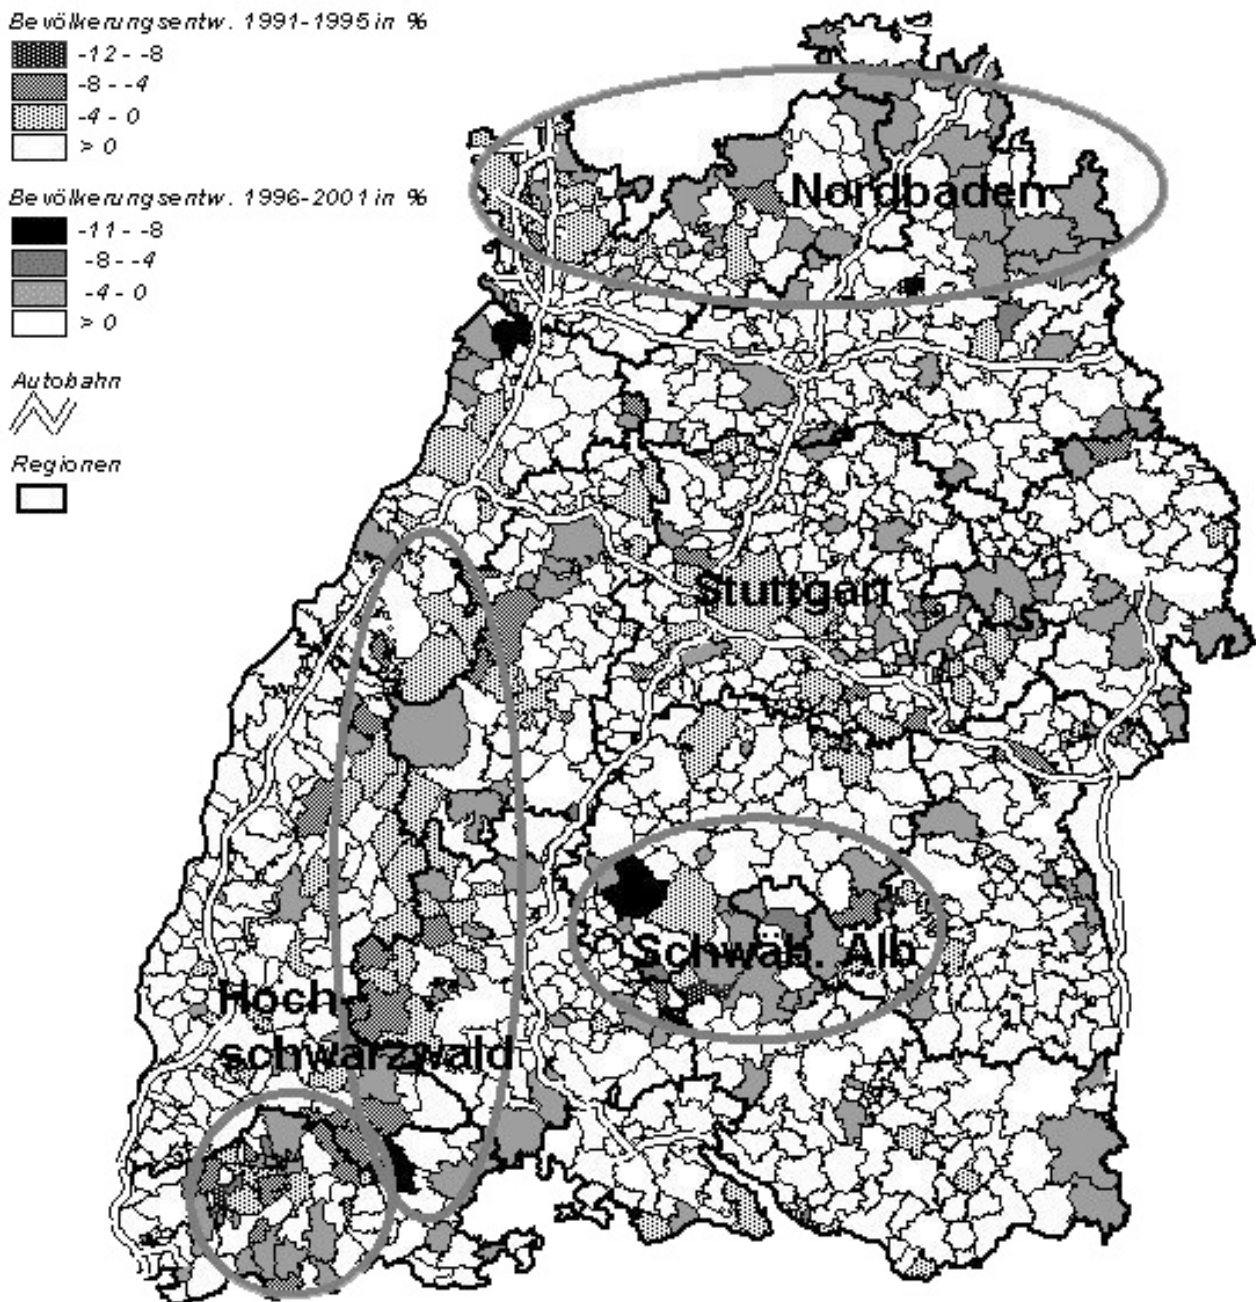 Bevölkerungsentw. 1991-1995 in %
-12 - -8
-8 - -4
-4 - 0
> 0
Bevölkerungsentw. 1996-2001 in %
-11 - -8
-8 - -4
-4 - 0
> 0
Autobahn
Regionen
Nordbaden
Stuttgart
Schwäb. Alb
Hoch-
schwarzwald